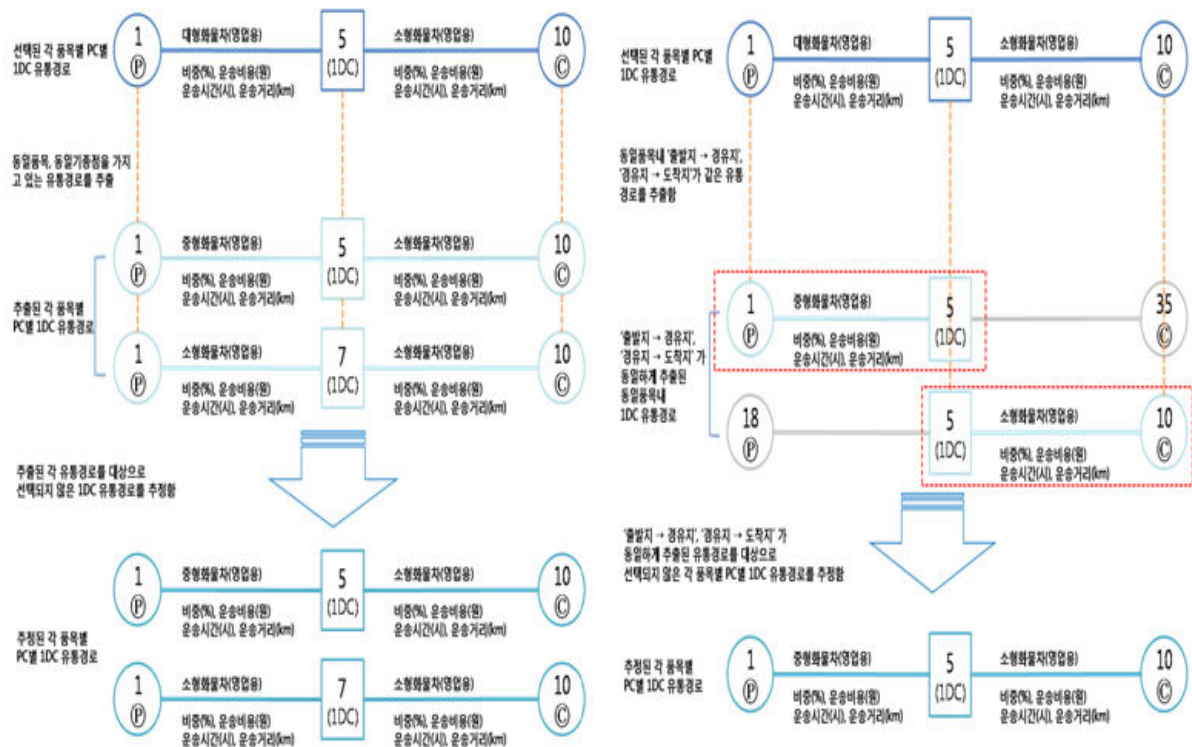 1
Ⓟ
대형화물차(영업용)
5
(1DC)
소형화물차(영업용)
10
Ⓒ
선택된 각 품목별 PC별
1DC 유통경로
비중(%), 운송비용(원)
운송시간(시), 운송거리(km)
비중(%), 운송비용(원)
운송시간(시), 운송거리(km)
동일품목, 동일기종점을 가지
고 있는 유통경로를 추출
1
Ⓟ
중형화물차(영업용)
5
(1DC)
소형화물차(영업용)
10
Ⓒ
비중(%), 운송비용(원)
운송시간(시), 운송거리(km)
비중(%), 운송비용(원)
운송시간(시), 운송거리(km)
추출된 각 품목별
PC별 1DC 유통경로
1
Ⓟ
소형화물차(영업용)
7
(1DC)
소형화물차(영업용)
10
Ⓒ
비중(%), 운송비용(원)
운송시간(시), 운송거리(km)
비중(%), 운송비용(원)
운송시간(시), 운송거리(km)
추출된 각 유통경로를 대상으로
선택되지 않은 1DC 유통경로를 추정함
1
Ⓟ
중형화물차(영업용)
5
(1DC)
소형화물차(영업용)
10
Ⓒ
비중(%), 운송비용(원)
운송시간(시), 운송거리(km)
비중(%), 운송비용(원)
운송시간(시), 운송거리(km)
추정된 각 품목별
PC별 1DC 유통경로
1
Ⓟ
소형화물차(영업용)
7
(1DC)
소형화물차(영업용)
10
Ⓒ
비중(%), 운송비용(원)
운송시간(시), 운송거리(km)
비중(%), 운송비용(원)
운송시간(시), 운송거리(km)
1
Ⓟ
대형화물차(영업용)
5
(1DC)
소형화물차(영업용)
10
Ⓒ
선택된 각 품목별 PC별
1DC 유통경로
비중(%), 운송비용(원)
운송시간(시), 운송거리(km)
비중(%), 운송비용(원)
운송시간(시), 운송거리(km)
동일품목내 '출발지 → 경유지',
'경유지 → 도착지'가 같은 유통
경로를 추출함
1
Ⓟ
중형화물차(영업용)
5
(1DC)
35
Ⓒ
비중(%), 운송비용(원)
운송시간(시), 운송거리(km)
'출발지 → 경유지',
'경유지 → 도착지' 가
동일하게 추출된
동일품목내
1DC 유통경로
18
Ⓟ
5
(1DC)
소형화물차(영업용)
10
Ⓒ
비중(%), 운송비용(원)
운송시간(시), 운송거리(km)
'출발지 → 경유지', '경유지 → 도착지' 가
동일하게 추출된 유통경로를 대상으로
선택되지 않은 각 품목별 PC별 1DC 유통경로를 추정함
1
Ⓟ
중형화물차(영업용)
5
(1DC)
소형화물차(영업용)
10
Ⓒ
추정된 각 품목별
PC별 1DC 유통경로
비중(%), 운송비용(원)
운송시간(시), 운송거리(km)
비중(%), 운송비용(원)
운송시간(시), 운송거리(km)